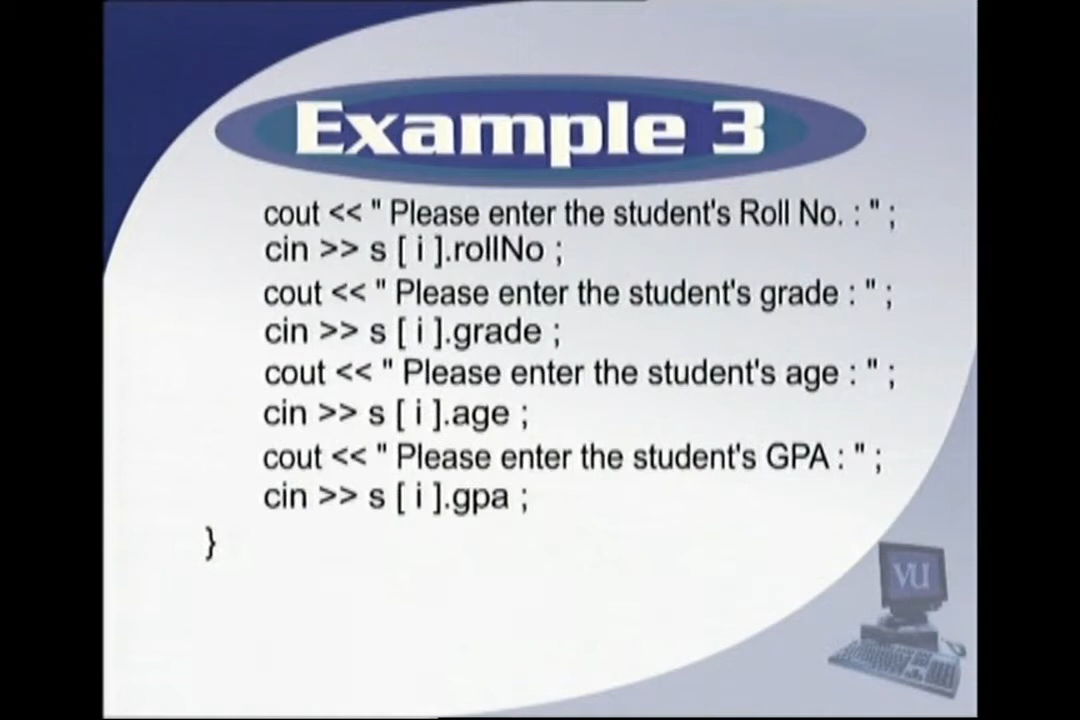 Example 3
cout << " Please enter the student's Roll No. : " ;
cin >> s [ i ].rollNo ;
cout << " Please enter the student's grade : " ;
cin >> s [ i ].grade ;
cout << " Please enter the student's age : " ;
cin >> s [ i ].age ;
cout << " Please enter the student's GPA : " ;
cin >> s [ i ].gpa ;
}
VU